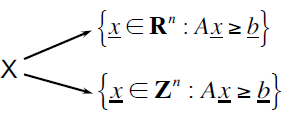 {x ∈ Rⁿ : Ax ≥ b}
X
{x ∈ Zⁿ : Ax ≥ b}